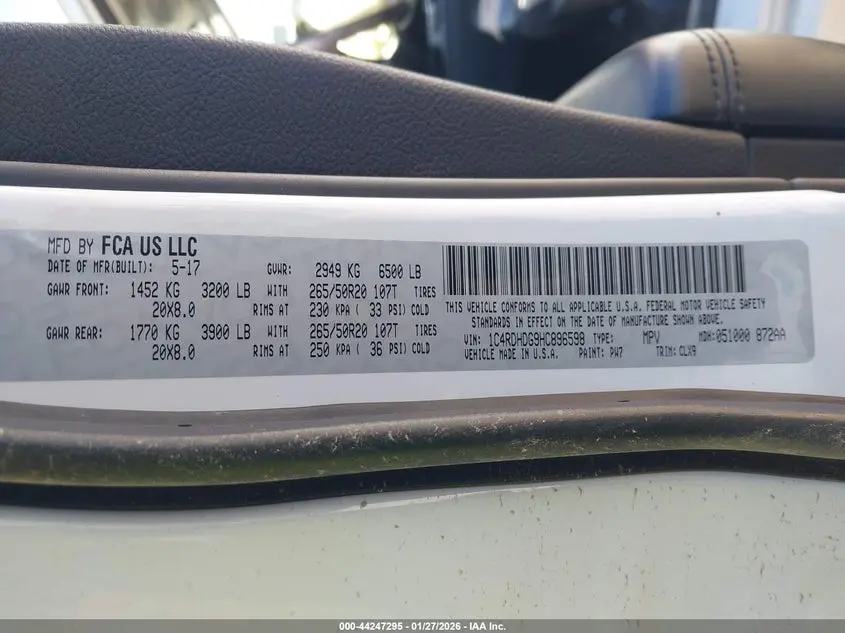 MFD BY FCA US LLC
DATE OF MFR(BUILT): 5-17 GVWR: 2949 KG 6500 LB
GAWR FRONT: 1452 KG 3200 LB WITH 265/50R20 107T TIRES
20X8.0 RIMS AT 230 KPA ( 33 PSI) COLD
GAWR REAR: 1770 KG 3900 LB WITH 265/50R20 107T TIRES
20X8.0 RIMS AT 250 KPA ( 36 PSI) COLD
THIS VEHICLE CONFORMS TO ALL APPLICABLE U.S.A. FEDERAL MOTOR VEHICLE SAFETY
STANDARDS IN EFFECT ON THE DATE OF MANUFACTURE SHOWN ABOVE.
VIN: 1C4RDHDG9HC896598 TYPE: MPV MDH: 051000 872AA
VEHICLE MADE IN U.S.A. PAINT: PW7 TRIM: CLX9
000-44247295 - 01/27/2026 - IAA Inc.